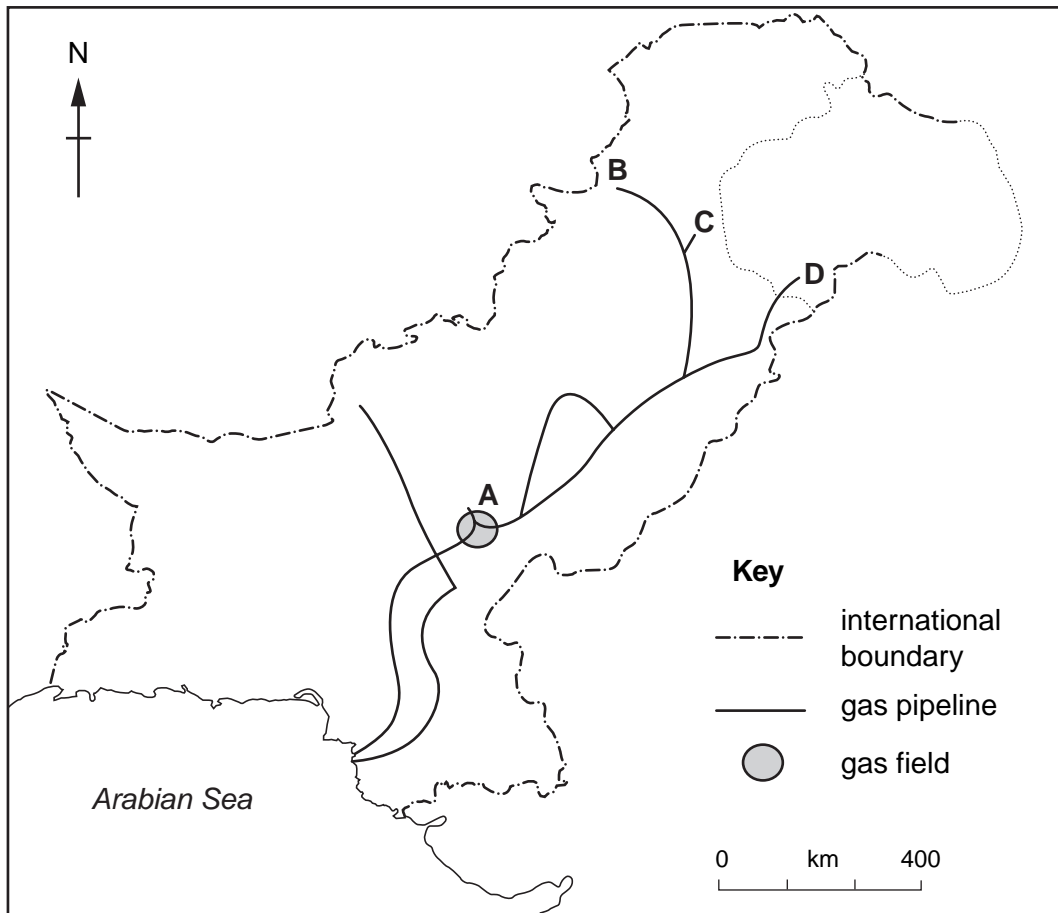 N
B
C
D
A
Key
international
boundary
gas pipeline
gas field
Arabian Sea
0 km 400